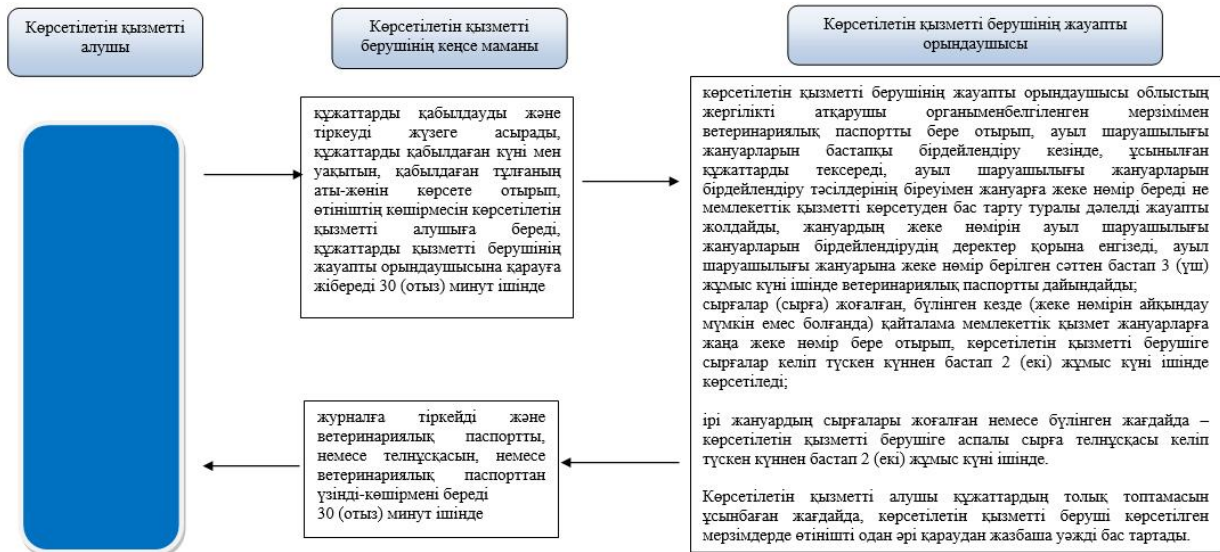 Көрсетілетін қызметті
алушы
Көрсетілетін қызметті
берушінің кеңсе маманы
Көрсетілетін қызметті берушінің жауапты
орындаушысы
құжаттарды қабылдауды және
тіркеуді жүзеге асырады,
құжаттарды қабылдаған күні мен
уақытын, қабылдаған тұлғаның
аты-жөнін көрсете отырып,
өтініштің көшірмесін көрсетілетін
қызметті алушыға береді,
құжаттарды қызметті берушінің
жауапты орындаушысына қарауға
жібереді 30 (отыз) минут ішінде
журналға тіркейді және
ветеринариялық паспортты,
немесе телнұсқасын, немесе
ветеринариялық паспорттан
үзінді-көшірмені береді
30 (отыз) минут ішінде
көрсетілетін қызметті берушінің жауапты орындаушысы облыстың
жергілікті атқарушы органыменбелгіленген мерзімімен
ветеринариялық паспортты бере отырып, ауыл шаруашылығы
жануарларын бастапқы бірдейлендіру кезінде, ұсынылған
құжаттарды тексереді, ауыл шаруашылығы жануарларын
бірдейлендіру тәсілдерінің біреуімен жануарға жеке нөмір береді не
мемлекеттік қызметті көрсетуден бас тарту туралы дәлелді жауапты
жолдайды, жануардың жеке нөмірін ауыл шаруашылығы
жануарларын бірдейлендірудің деректер қорына енгізеді, ауыл
шаруашылығы жануарына жеке нөмір берілген сәттен бастап 3 (үш)
жұмыс күні ішінде ветеринариялық паспортты дайындайды;
сырғалар (сырға) жоғалған, бүлінген кезде (жеке нөмірін айқындау
мүмкін емес болғанда) қайталама мемлекеттік қызмет жануарларға
жаңа жеке нөмір бере отырып, көрсетілетін қызметті берушіге
сырғалар келіп түскен күннен бастап 2 (екі) жұмыс күні ішінде
көрсетіледі;
ірі жануардың сырғалары жоғалған немесе бүлінген жағдайда –
көрсетілетін қызметті берушіге аспалы сырға телнұсқасы келіп
түскен күннен бастап 2 (екі) жұмыс күні ішінде.
Көрсетілетін қызметті алушы құжаттардың толық топтамасын
ұсынбаған жағдайда, көрсетілетін қызметті беруші көрсетілген
мерзімдерде өтінішті одан әрі қараудан жазбаша уәжді бас тартады.